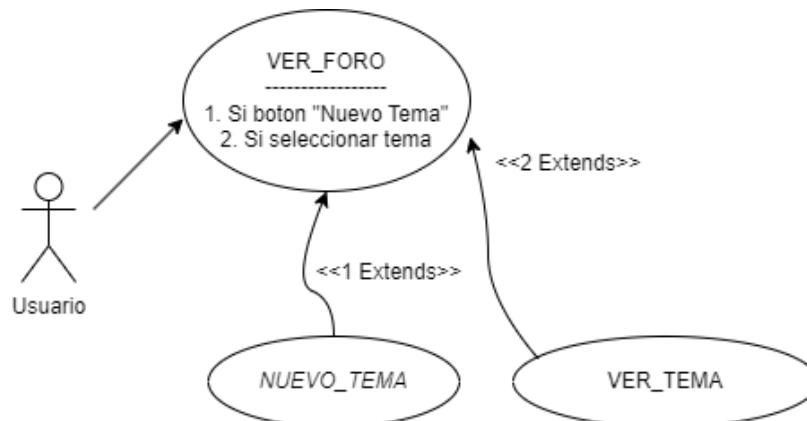 VER_FORO
-----------------
1. Si boton "Nuevo Tema"
2. Si seleccionar tema
<<2 Extends>>
<<1 Extends>>
Usuario
NUEVO_TEMA
VER_TEMA